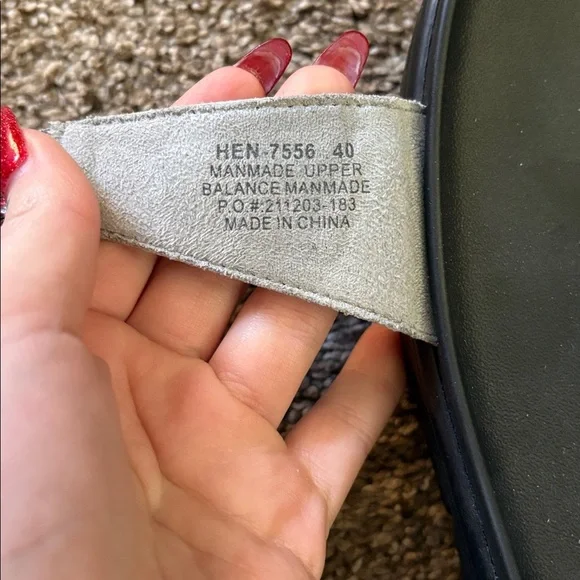 HEN-7556 40
MANMADE UPPER
BALANCE MANMADE
P.O#:211203-183
MADE IN CHINA